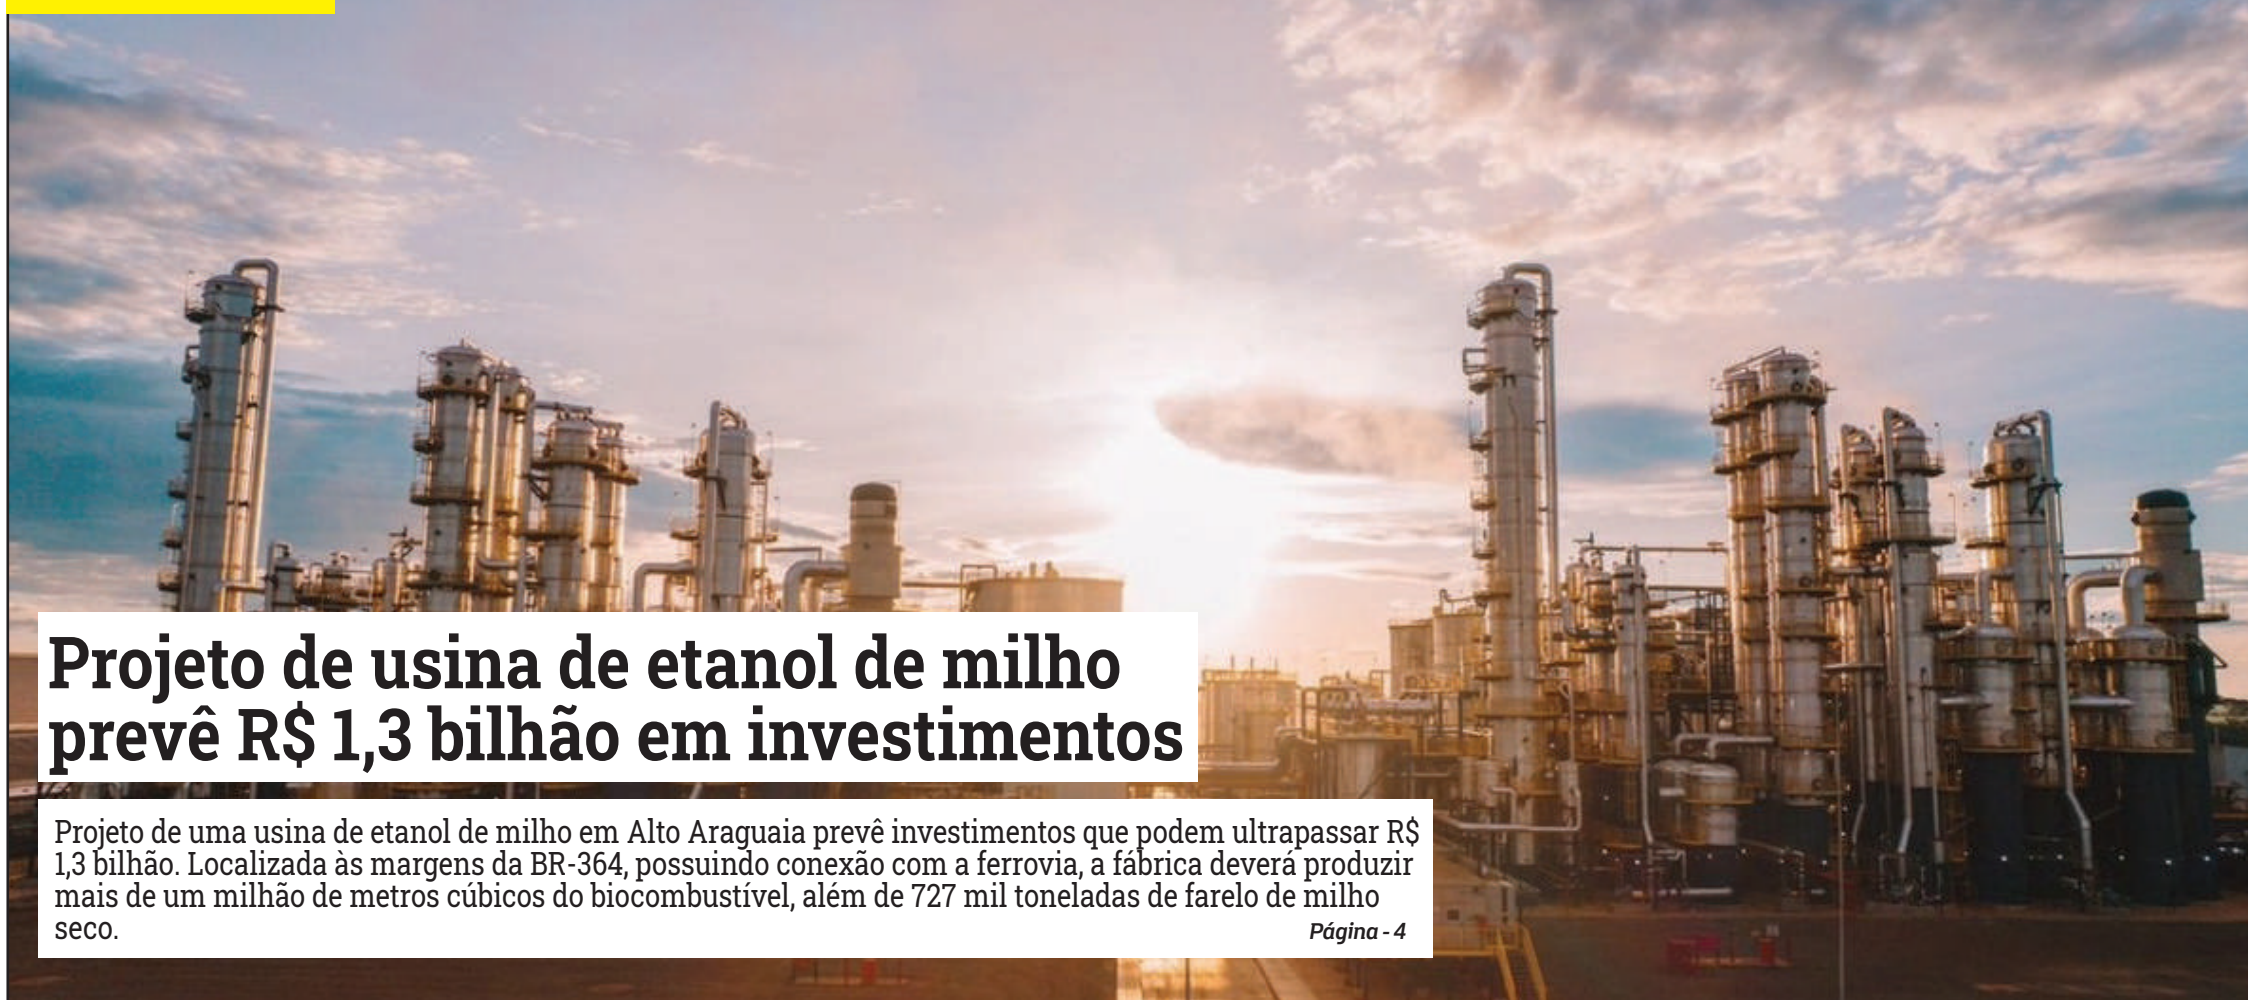 Projeto de usina de etanol de milho
prevê R$ 1,3 bilhão em investimentos
Projeto de uma usina de etanol de milho em Alto Araguaia prevê investimentos que podem ultrapassar R$
1,3 bilhão. Localizada às margens da BR-364, possuindo conexão com a ferrovia, a fábrica deverá produzir
mais de um milhão de metros cúbicos do biocombustível, além de 727 mil toneladas de farelo de milho
seco.
Página - 4